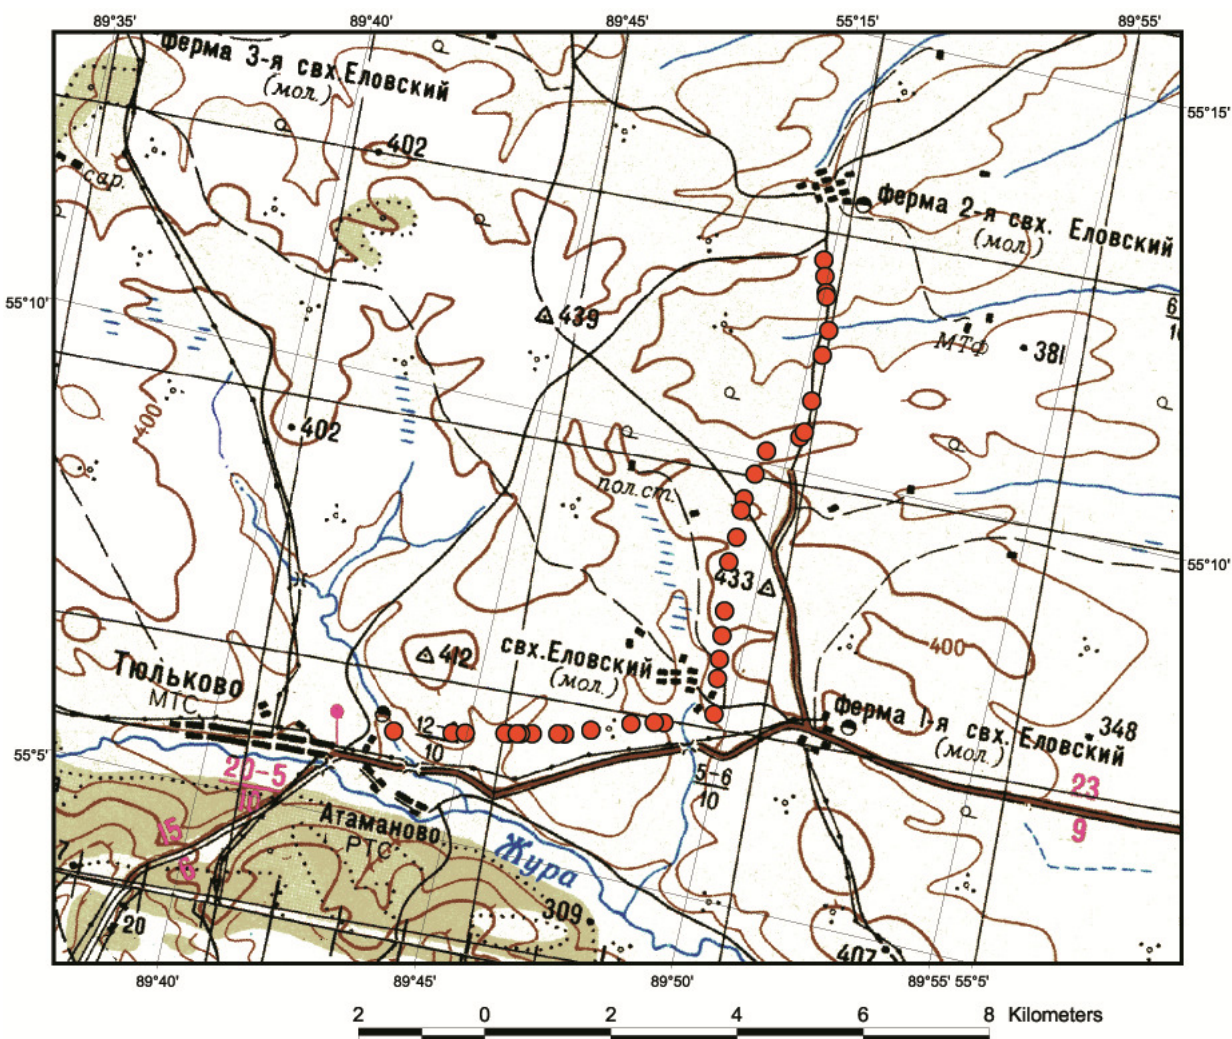 89°35' 89°40' 89°45' 55°15' 89°55'
Ферма 3-я свх. Еловский
(мол.)
55°15'
402
сар.
Ферма 2-я свх. Еловский
(мол.)
55°10'
439
МТФ
381
400
402
пол.ст.
55°10'
433
400
412
свх.Еловский
(мол.)
Тюльково
МТС
12
10
Ферма 1-я свх. Еловский
(мол.)
348
55°5'
20-5
10
5-6
10
23
9
Атаманово
РТС
15
6
Жура
7
20
309
407
89°40' 89°45' 89°50' 89°55' 55°5'
2 0 2 4 6 8 Kilometers